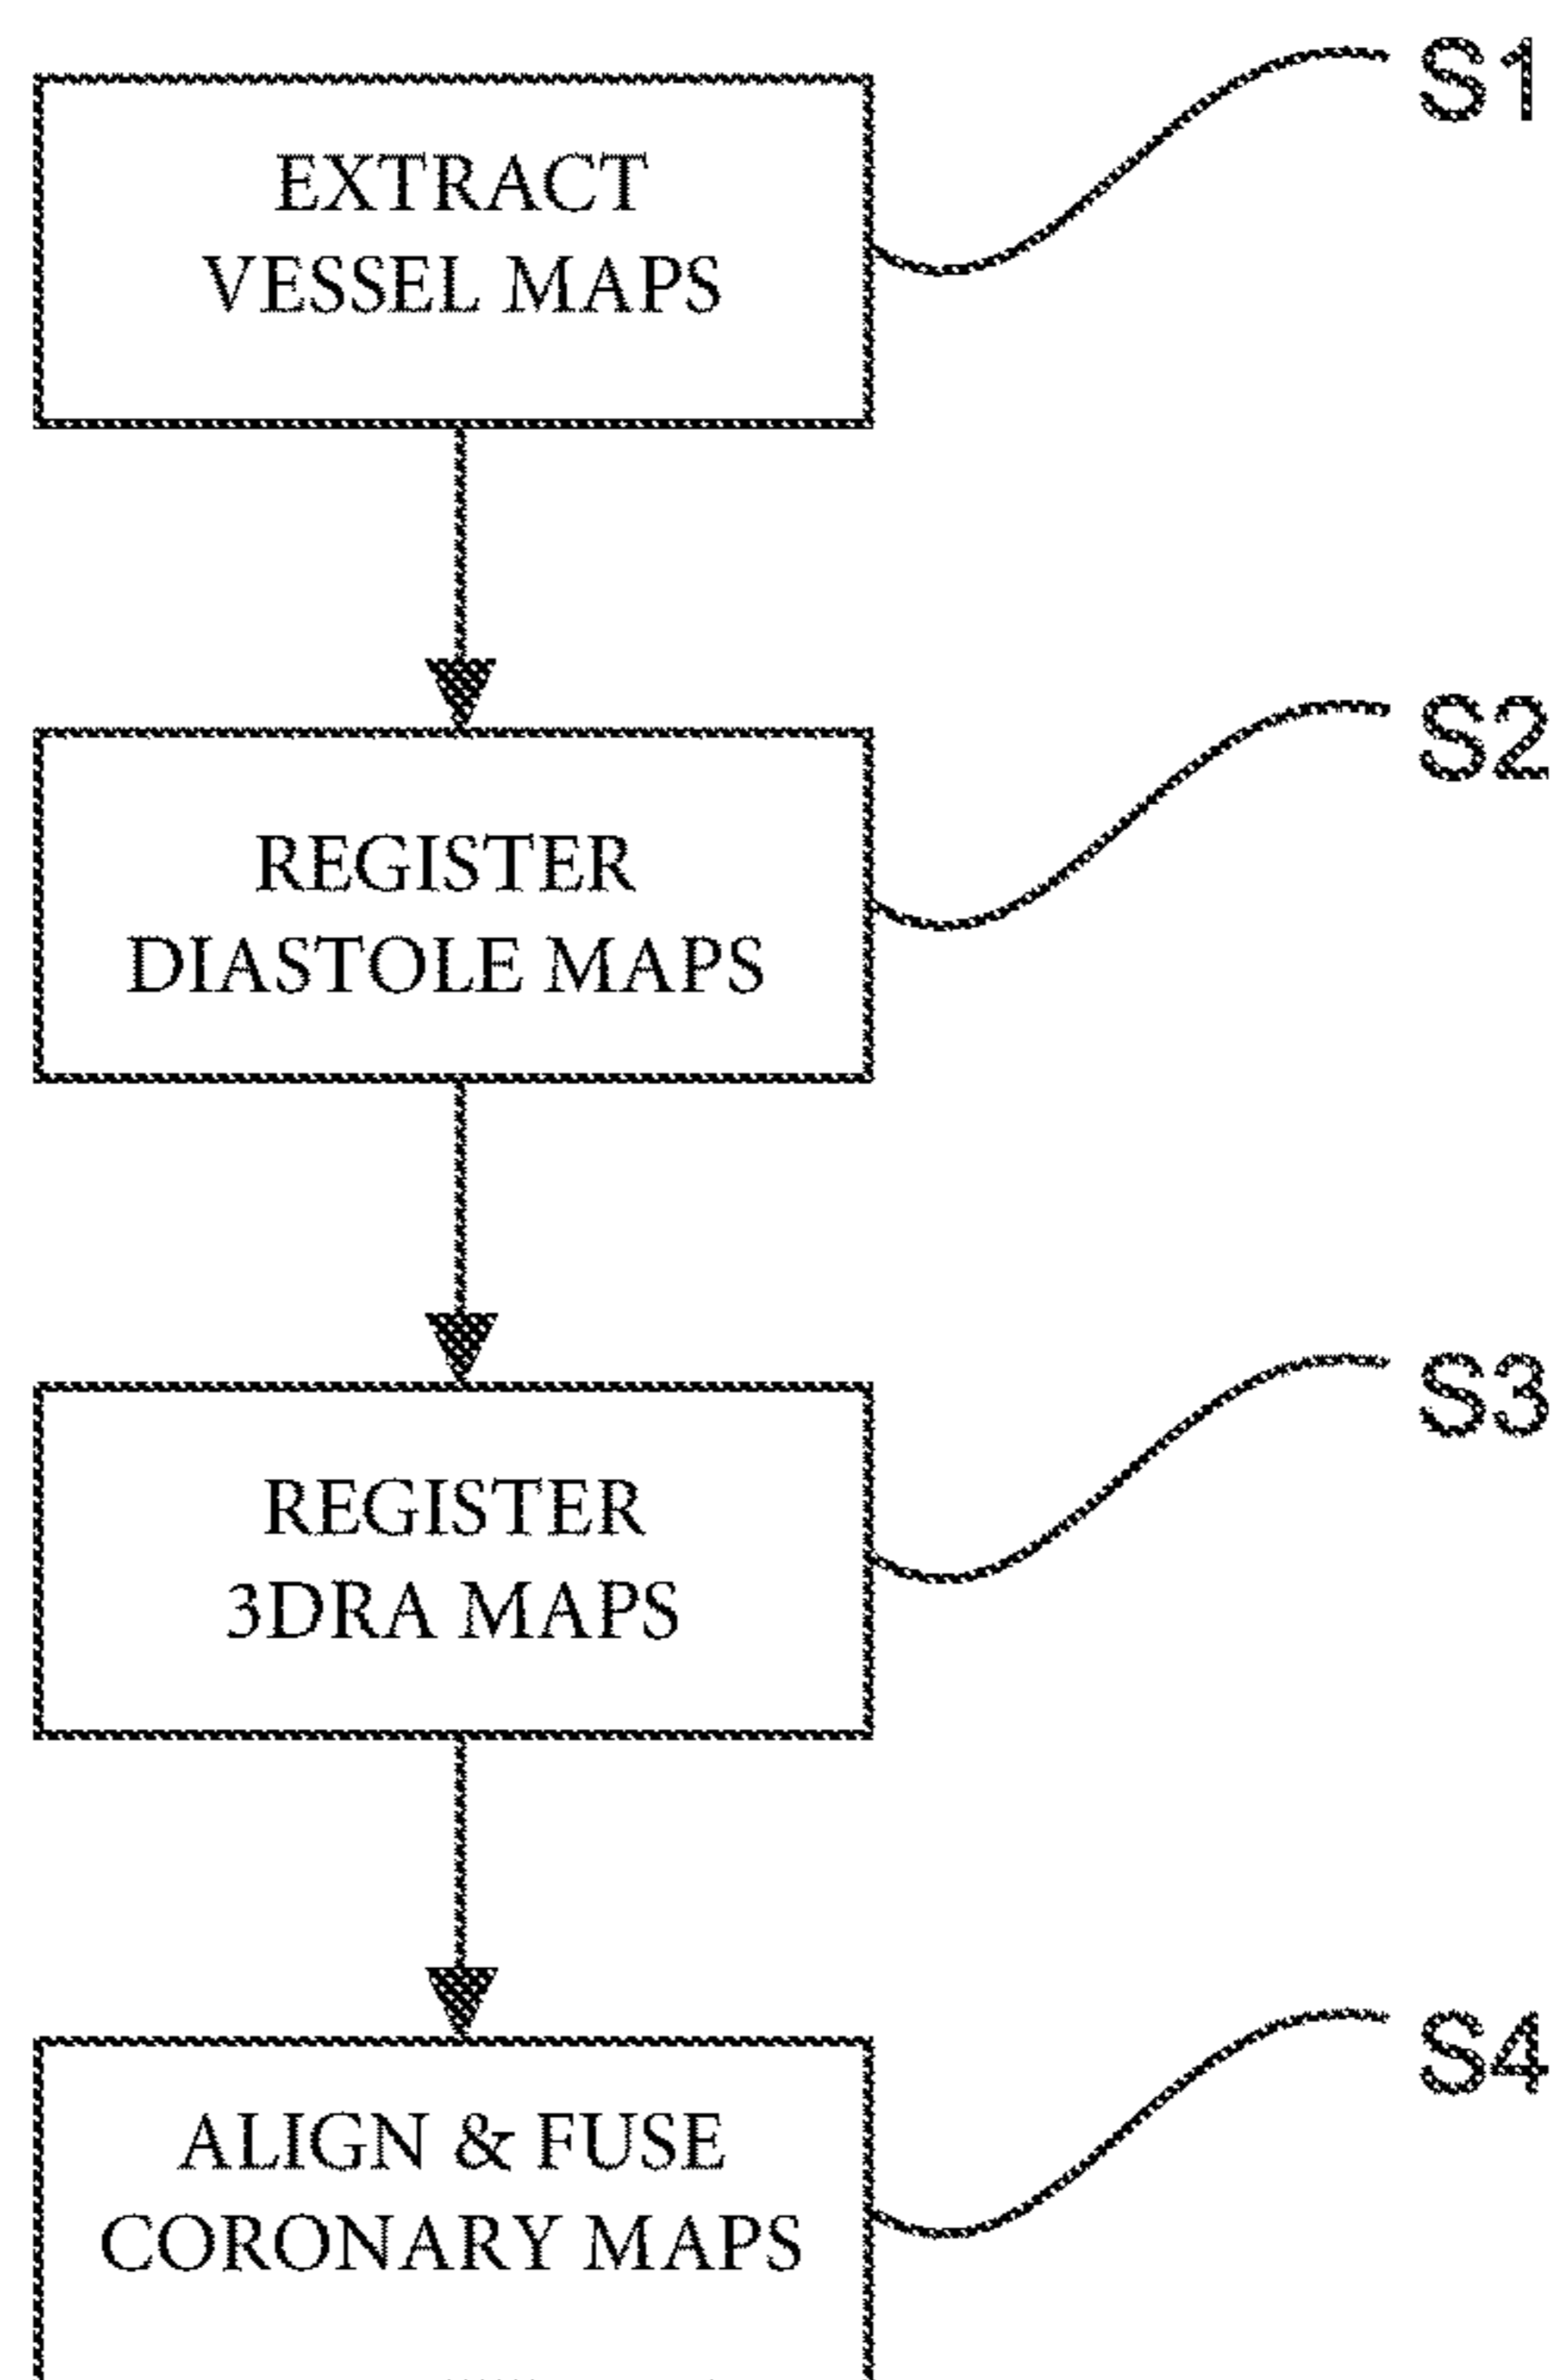 S1
EXTRACT
VESSEL MAPS
S2
REGISTER
DIASTOLE MAPS
S3
REGISTER
3DRA MAPS
S4
ALIGN & FUSE
CORONARY MAPS